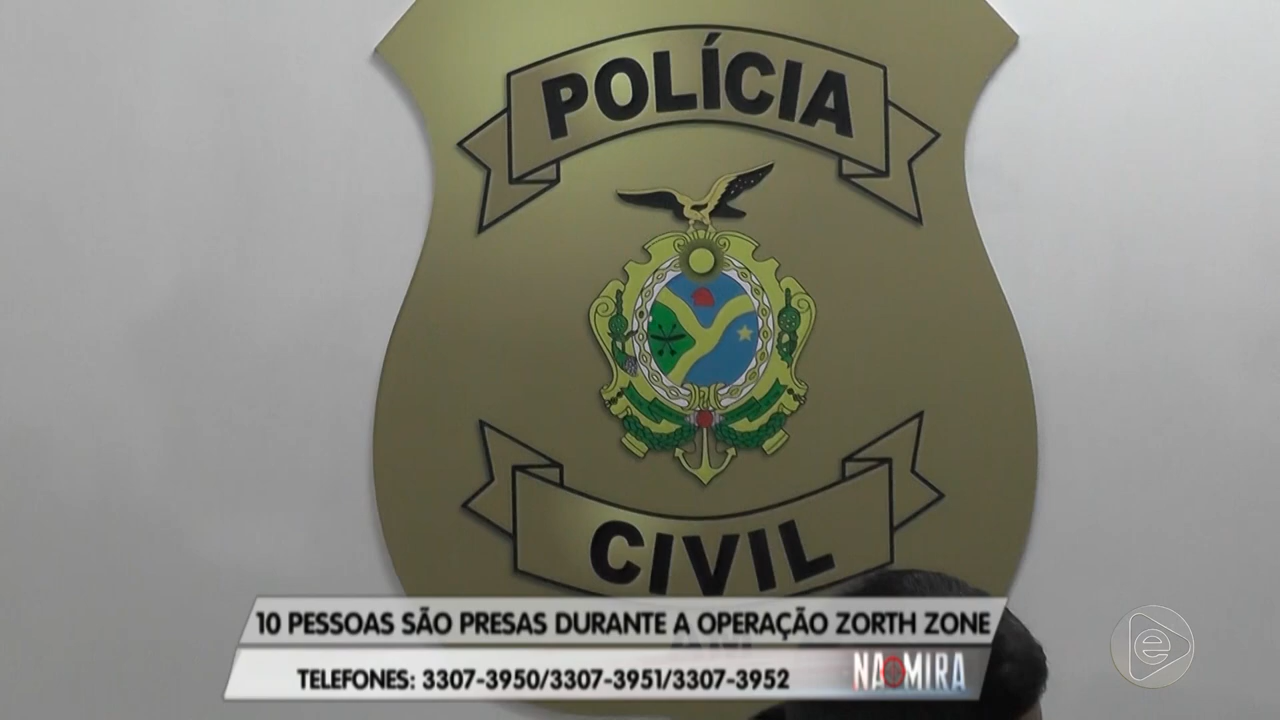 POLÍCIA
CIVIL
10 PESSOAS SÃO PRESAS DURANTE A OPERAÇÃO ZORTH ZONE
TELEFONES: 3307-3950/3307-3951/3307-3952
NA MIRA
e